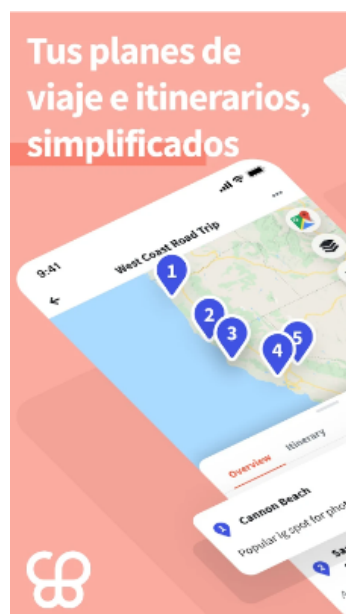 Tus planes de
viaje e itinerarios,
simplificados
9:41
West Coast Road Trip
1
2
3
4
5
Overview
Itinerary
1
Cannon Beach
Popular ig spot for
2